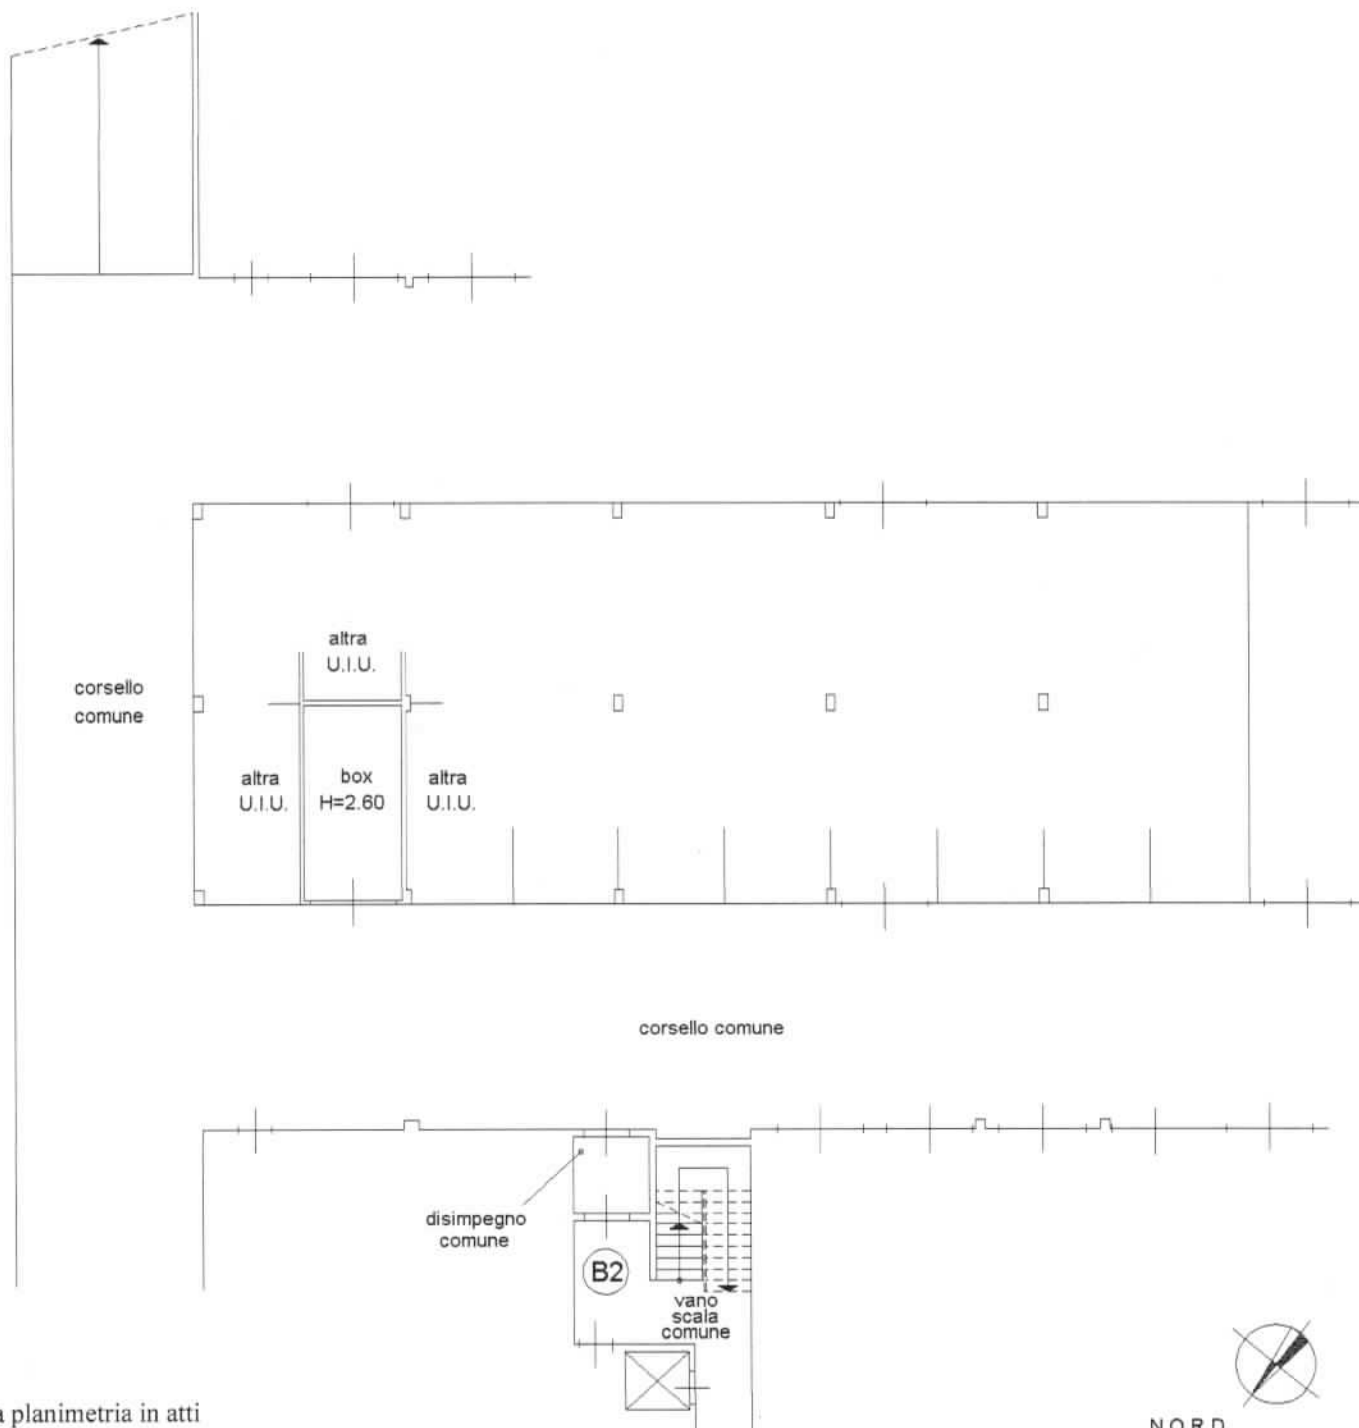 altra
U.I.U.
corsello
comune
altra
U.I.U.
box
H=2.60
altra
U.I.U.
corsello comune
disimpegno
comune
B2
vano
scala
comune
a planimetria in atti
NORD